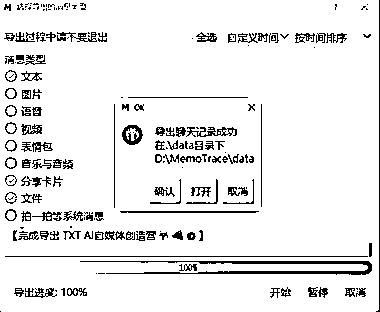 导出过程中请不要退出 全选 自定义时间 按时间排序
消息类型
文本
图片
语音
视频
表情包
音乐与音频
分享卡片
文件
拍一拍等系统消息
OK
导出聊天记录成功
在.\data目录下
D:\MemoTrace\data
确认 打开 取消
【完成导出 TXT AI自媒体创造营
100%
导出进度: 100% 开始 暂停 取消